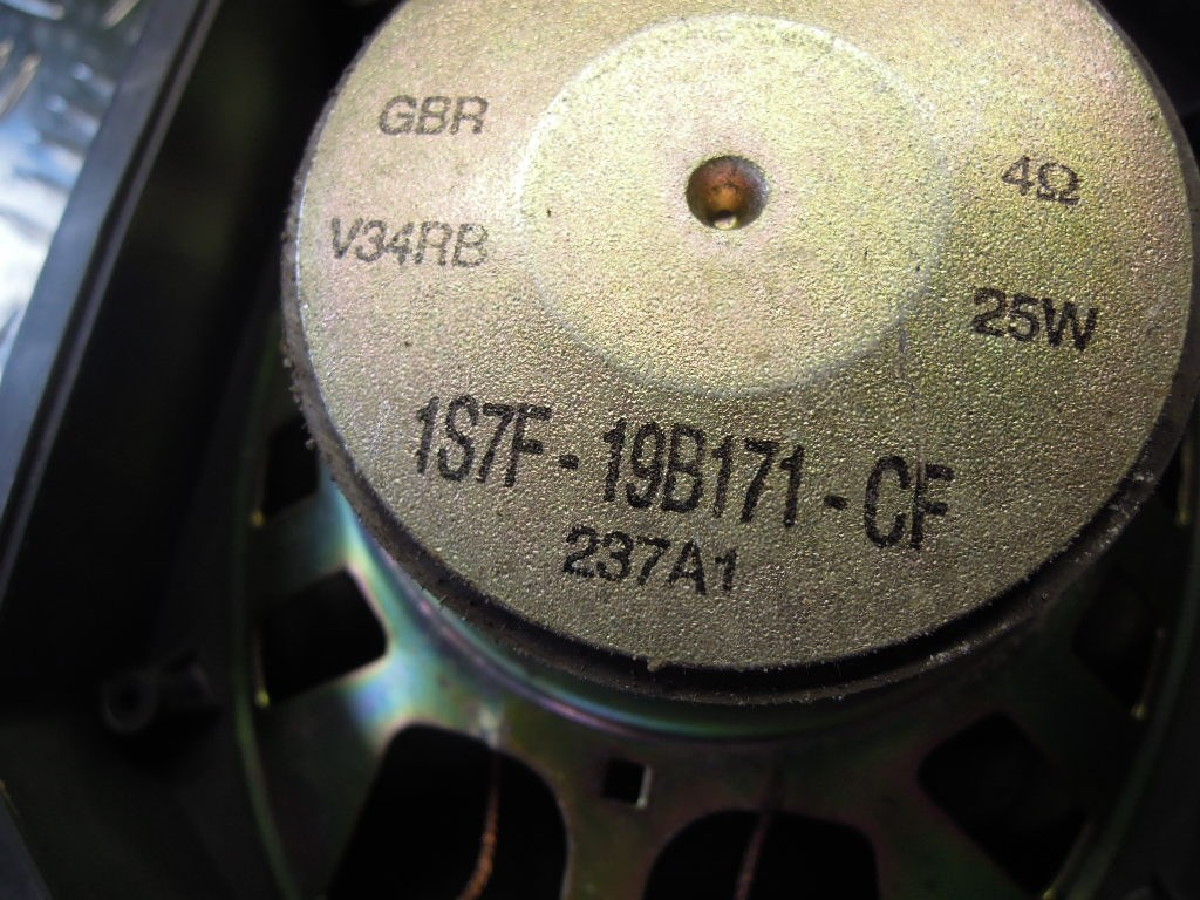 GBR
4Ω
V34RB
25W
1S7F - 19B171 - CF
237A1